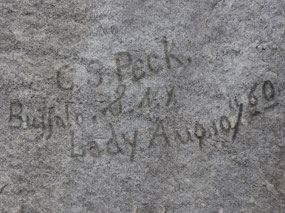 C. S. Peck.
Buffalo, N.Y.
& Lady Aug 10/60